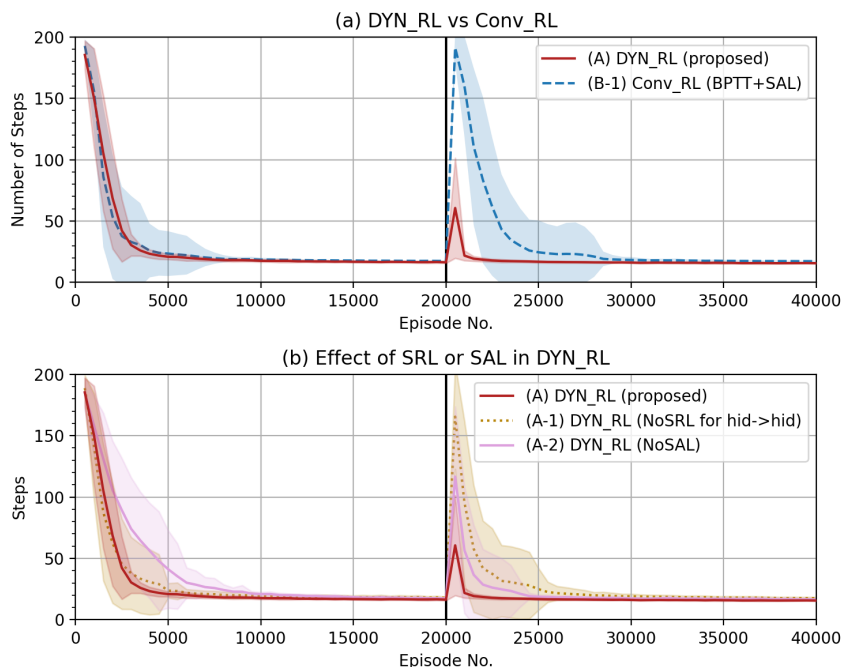 (a) DYN_RL vs Conv_RL
200
150
100
50
0
Number of Steps
(A) DYN_RL (proposed)
(B-1) Conv_RL (BPTT+SAL)
0 5000 10000 15000 20000 25000 30000 35000 40000
Episode No.
(b) Effect of SRL or SAL in DYN_RL
200
150
100
50
0
Steps
(A) DYN_RL (proposed)
(A-1) DYN_RL (NoSRL for hid->hid)
(A-2) DYN_RL (NoSAL)
0 5000 10000 15000 20000 25000 30000 35000 40000
Episode No.